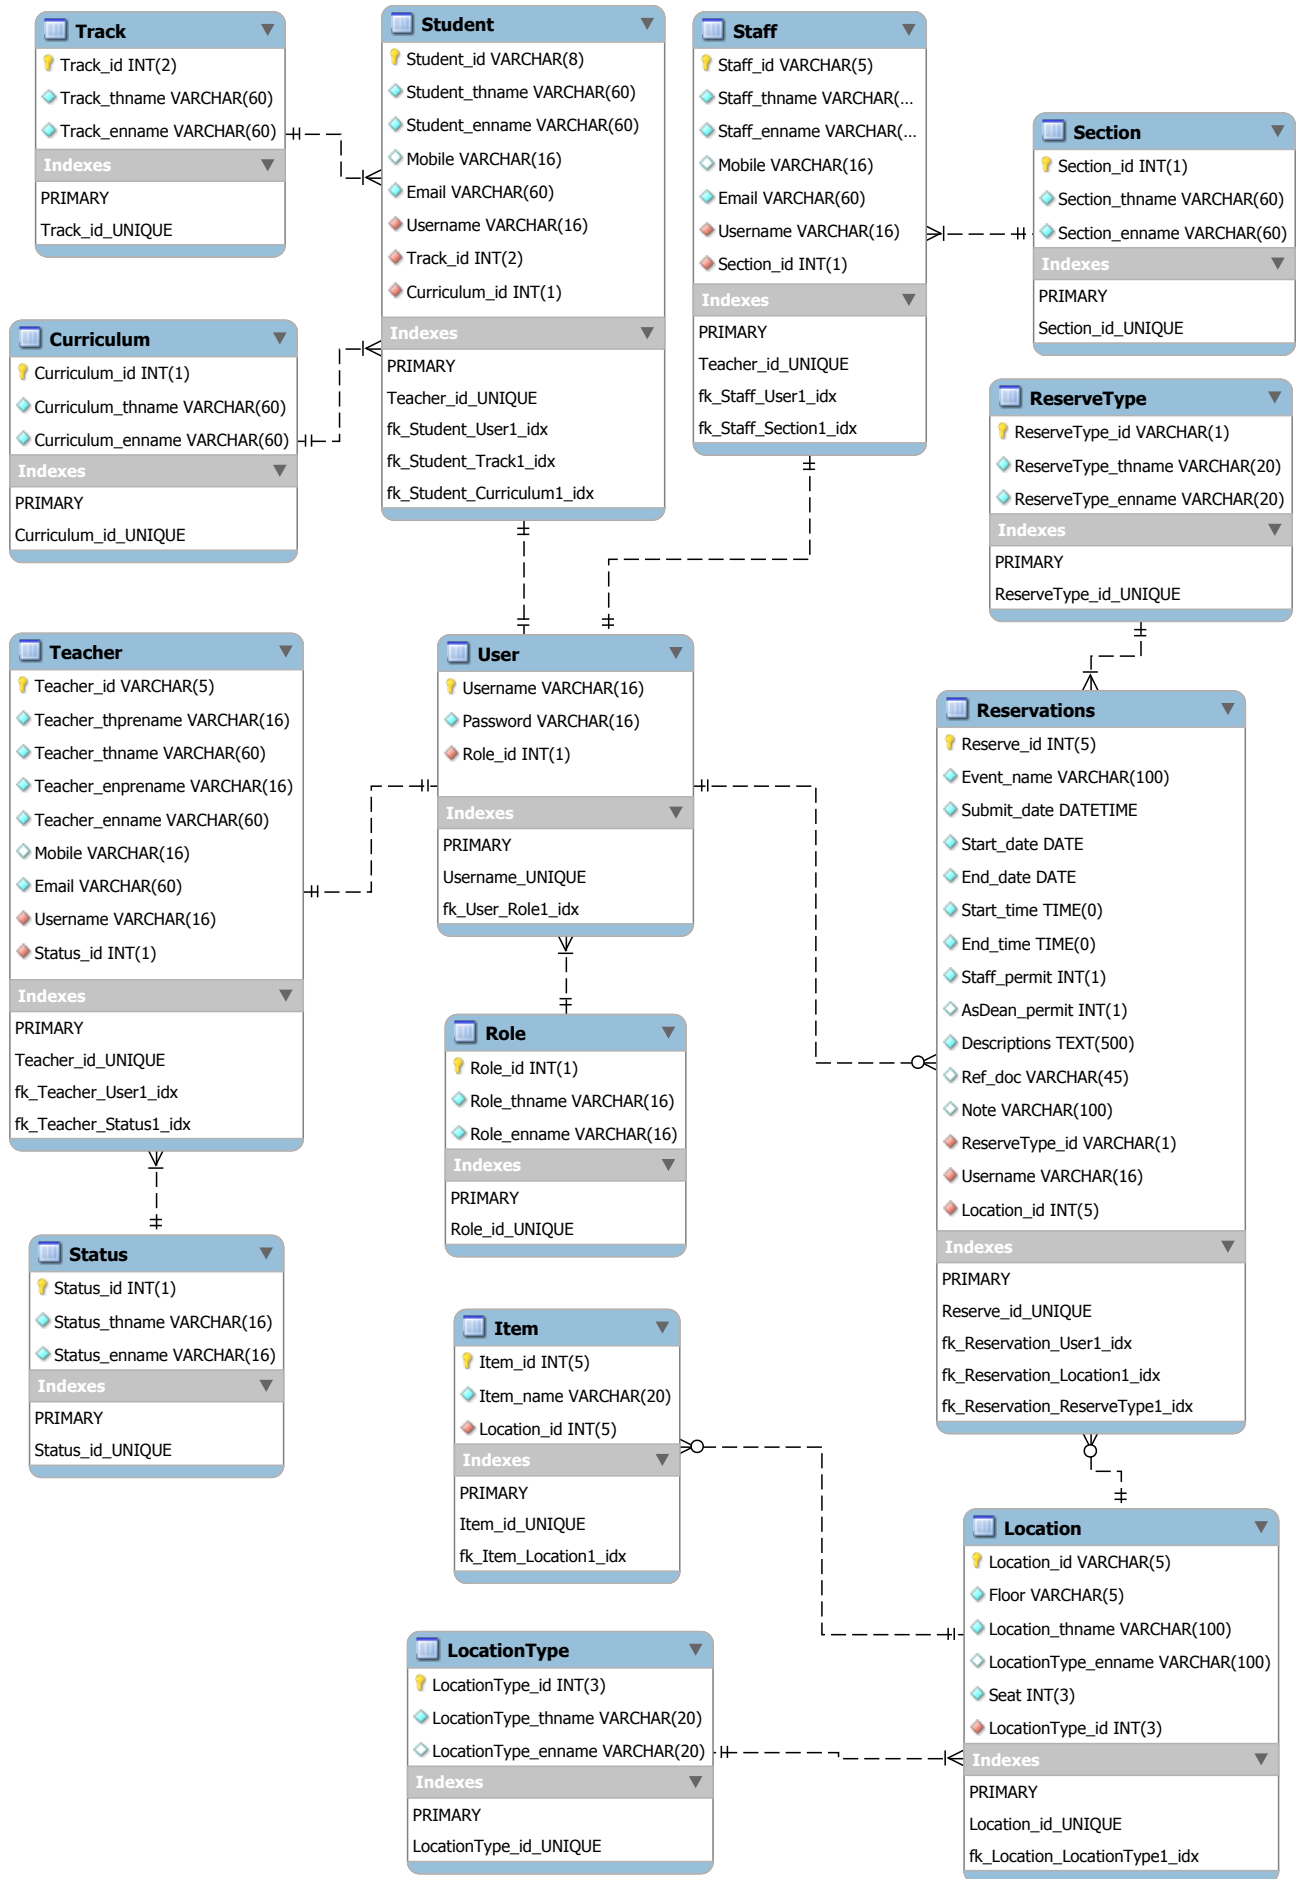 Track
Track_id INT(2)
Track_thname VARCHAR(60)
Track_enname VARCHAR(60)
Indexes
PRIMARY
Track_id_UNIQUE
Student
Student_id VARCHAR(8)
Student_thname VARCHAR(60)
Student_enname VARCHAR(60)
Mobile VARCHAR(16)
Email VARCHAR(60)
Username VARCHAR(16)
Track_id INT(2)
Curriculum_id INT(1)
Indexes
PRIMARY
Teacher_id_UNIQUE
fk_Student_User1_idx
fk_Student_Track1_idx
fk_Student_Curriculum1_idx
Staff
Staff_id VARCHAR(5)
Staff_thname VARCHAR(...
Staff_enname VARCHAR(...
Mobile VARCHAR(16)
Email VARCHAR(60)
Username VARCHAR(16)
Section_id INT(1)
Indexes
PRIMARY
Teacher_id_UNIQUE
fk_Staff_User1_idx
fk_Staff_Section1_idx
Section
Section_id INT(1)
Section_thname VARCHAR(60)
Section_enname VARCHAR(60)
Indexes
PRIMARY
Section_id_UNIQUE
Curriculum
Curriculum_id INT(1)
Curriculum_thname VARCHAR(60)
Curriculum_enname VARCHAR(60)
Indexes
PRIMARY
Curriculum_id_UNIQUE
ReserveType
ReserveType_id VARCHAR(1)
ReserveType_thname VARCHAR(20)
ReserveType_enname VARCHAR(20)
Indexes
PRIMARY
ReserveType_id_UNIQUE
Teacher
Teacher_id VARCHAR(5)
Teacher_thprename VARCHAR(16)
Teacher_thname VARCHAR(60)
Teacher_enprename VARCHAR(16)
Teacher_enname VARCHAR(60)
Mobile VARCHAR(16)
Email VARCHAR(60)
Username VARCHAR(16)
Status_id INT(1)
Indexes
PRIMARY
Teacher_id_UNIQUE
fk_Teacher_User1_idx
fk_Teacher_Status1_idx
User
Username VARCHAR(16)
Password VARCHAR(16)
Role_id INT(1)
Indexes
PRIMARY
Username_UNIQUE
fk_User_Role1_idx
Reservations
Reserve_id INT(5)
Event_name VARCHAR(100)
Submit_date DATETIME
Start_date DATE
End_date DATE
Start_time TIME(0)
End_time TIME(0)
Staff_permit INT(1)
AsDean_permit INT(1)
Descriptions TEXT(500)
Ref_doc VARCHAR(45)
Note VARCHAR(100)
ReserveType_id VARCHAR(1)
Username VARCHAR(16)
Location_id INT(5)
Indexes
PRIMARY
Reserve_id_UNIQUE
fk_Reservation_User1_idx
fk_Reservation_Location1_idx
fk_Reservation_ReserveType1_idx
Role
Role_id INT(1)
Role_thname VARCHAR(16)
Role_enname VARCHAR(16)
Indexes
PRIMARY
Role_id_UNIQUE
Status
Status_id INT(1)
Status_thname VARCHAR(16)
Status_enname VARCHAR(16)
Indexes
PRIMARY
Status_id_UNIQUE
Item
Item_id INT(5)
Item_name VARCHAR(20)
Location_id INT(5)
Indexes
PRIMARY
Item_id_UNIQUE
fk_Item_Location1_idx
Location
Location_id VARCHAR(5)
Floor VARCHAR(5)
Location_thname VARCHAR(100)
LocationType_enname VARCHAR(100)
Seat INT(3)
LocationType_id INT(3)
Indexes
PRIMARY
Location_id_UNIQUE
fk_Location_LocationType1_idx
LocationType
LocationType_id INT(3)
LocationType_thname VARCHAR(20)
LocationType_enname VARCHAR(20)
Indexes
PRIMARY
LocationType_id_UNIQUE